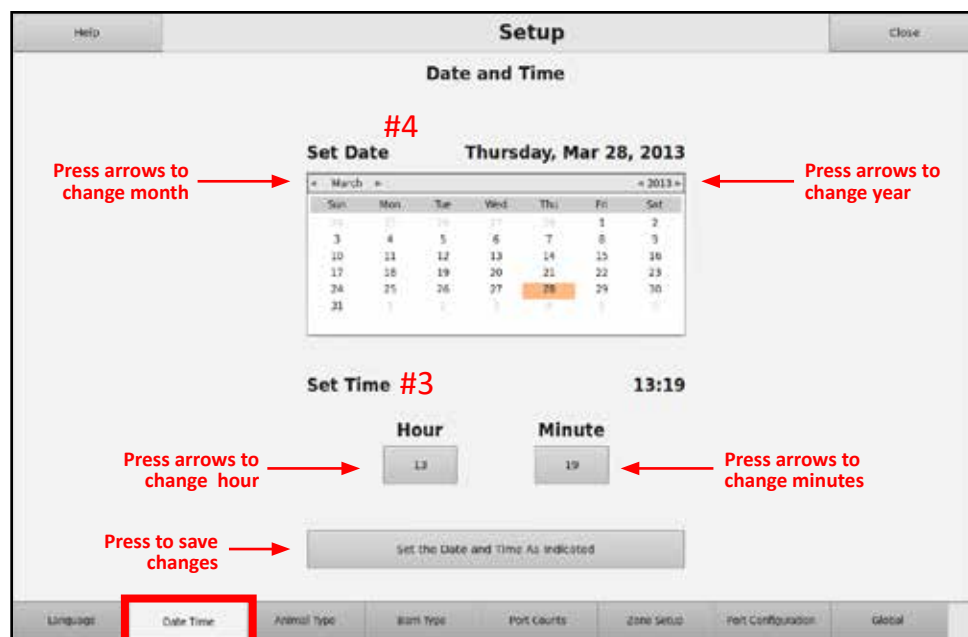 Help Setup Close
Date and Time
#4
Set Date Thursday, Mar 28, 2013
Press arrows to
change month
Press arrows to
change year
March 2013
Sun Mon Tue Wed Thu Fri Sat
1 2
3 4 5 6 7 8 9
10 11 12 13 14 15 16
17 18 19 20 21 22 23
24 25 26 27 28 29 30
31
Set Time #3 13:19
Hour Minute
Press arrows to
change hour
13 19
Press arrows to
change minutes
Press to save
changes
Set the Date and Time As Indicated
Language Date Time Animal Type Barn Type Port Counts Zone Setup Port Configuration Global